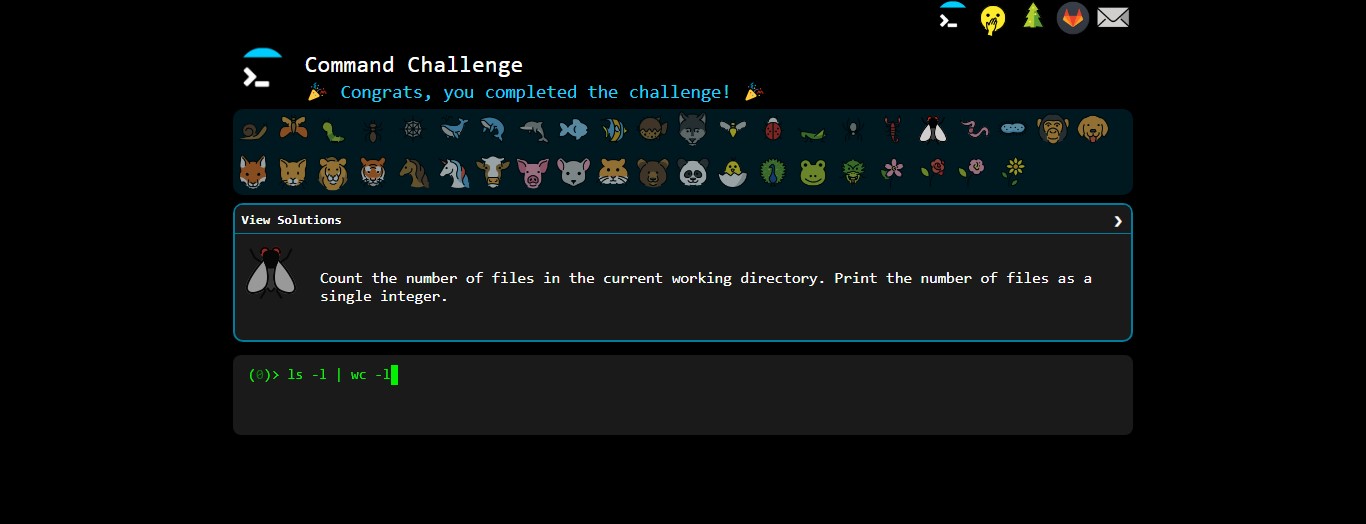 Command Challenge
🎉 Congrats, you completed the challenge! 🎉
View Solutions
Count the number of files in the current working directory. Print the number of files as a
single integer.
(0)> ls -l | wc -l